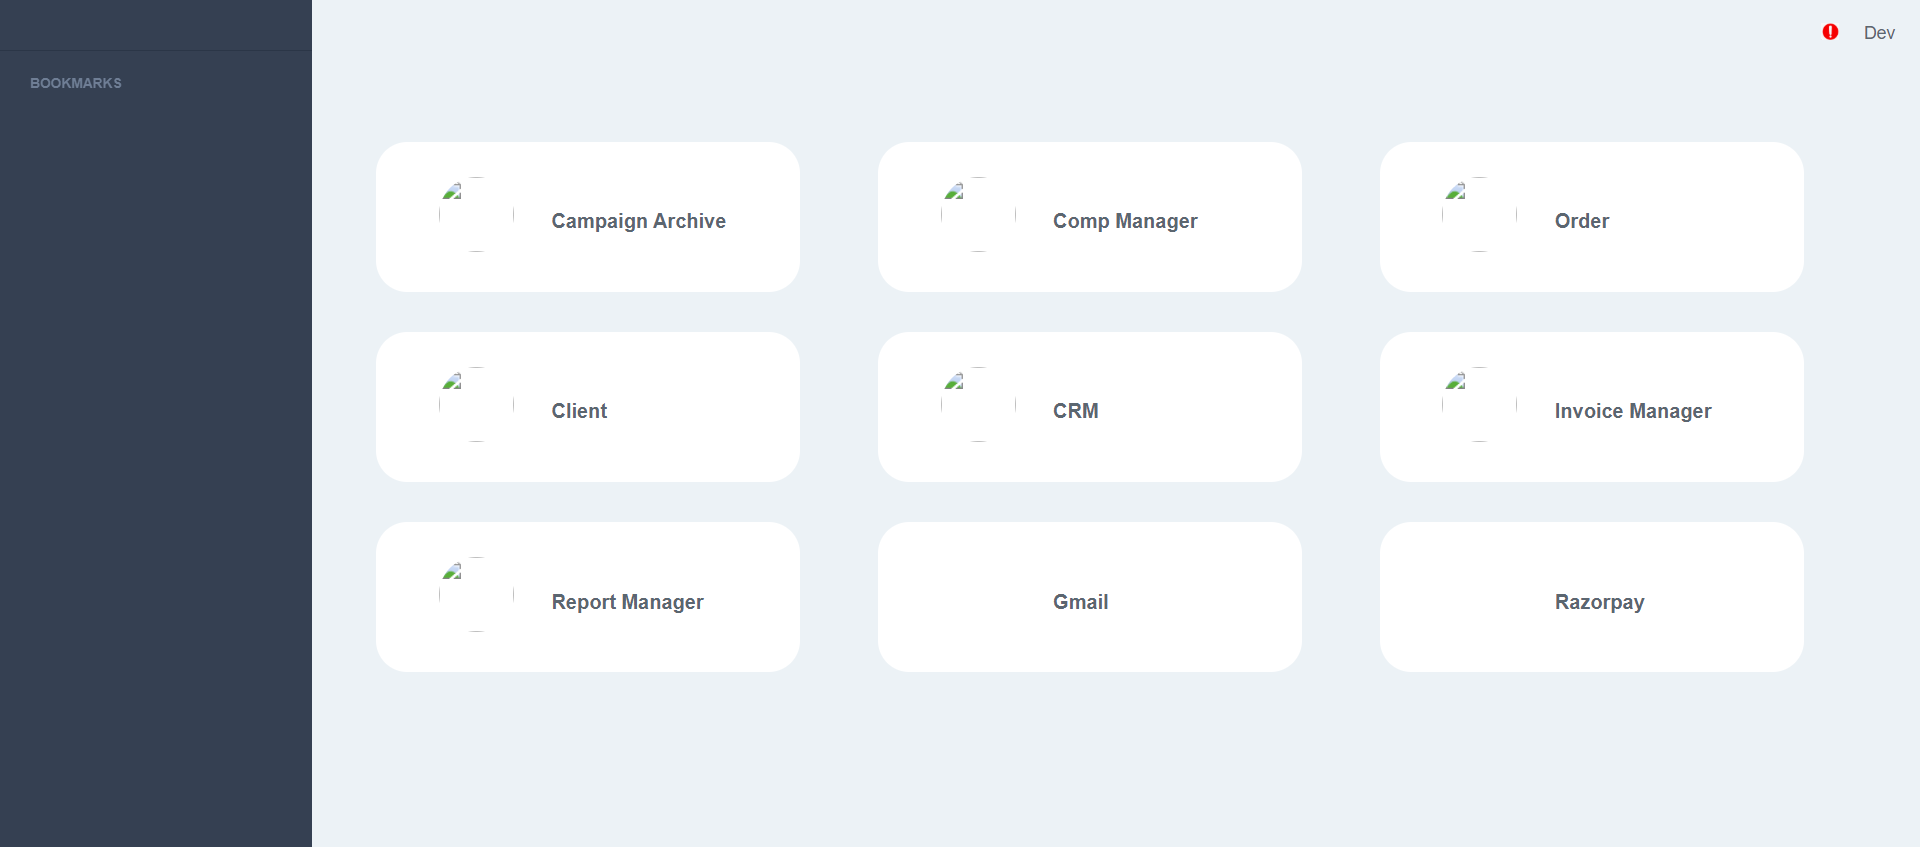 Dev
BOOKMARKS
Campaign Archive
Comp Manager
Order
Client
CRM
Invoice Manager
Report Manager
Gmail
Razorpay